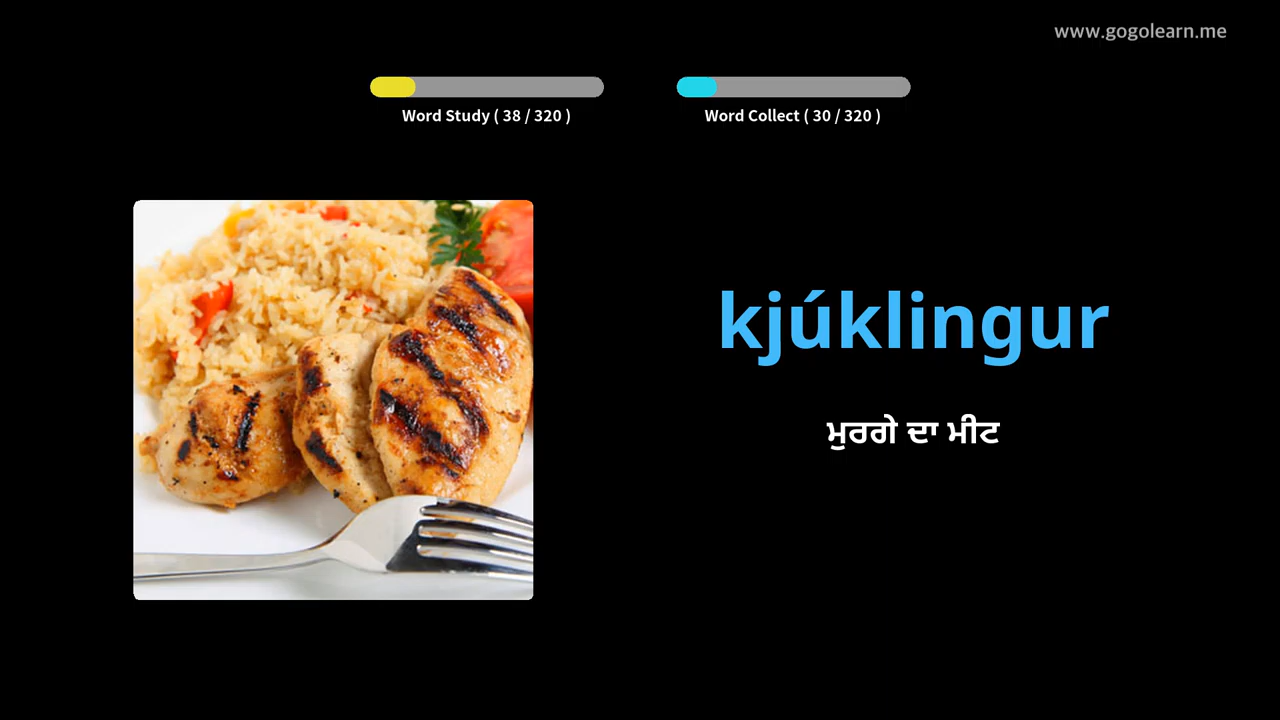 www.gogolearn.me
Word Study ( 38 / 320 )
Word Collect ( 30 / 320 )
kjúklingur
ਮੁਰਗੇ ਦਾ ਮੀਟ